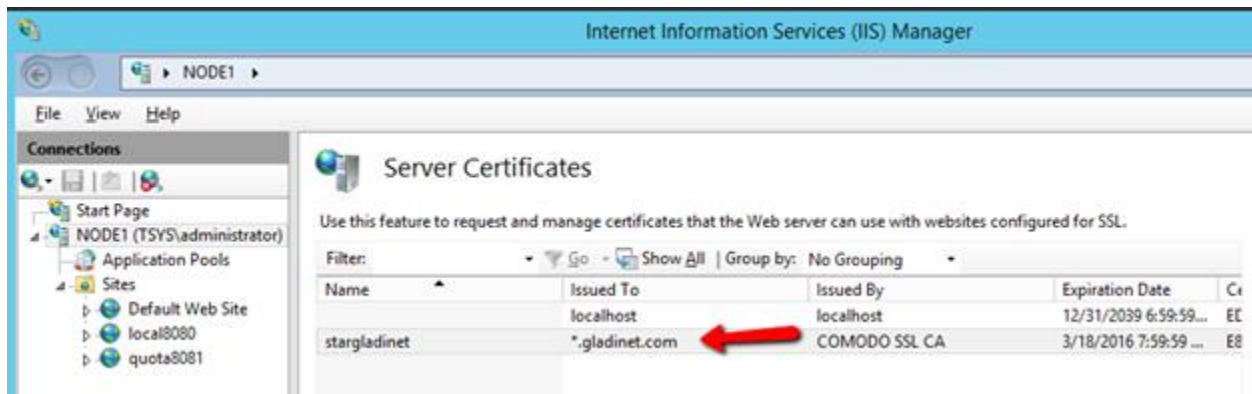 Internet Information Services (IIS) Manager
NODE1
File View Help
Connections
Start Page
NODE1 (TSYS\administrator)
Application Pools
Sites
Default Web Site
local8080
quota8081
Server Certificates
Use this feature to request and manage certificates that the Web server can use with websites configured for SSL.
Filter: Go Show All Group by: No Grouping
Name Issued To Issued By Expiration Date Ce
localhost localhost 12/31/2039 6:59:59... ED
stargladinet *.gladinet.com COMODO SSL CA 3/18/2016 7:59:59 ... E8